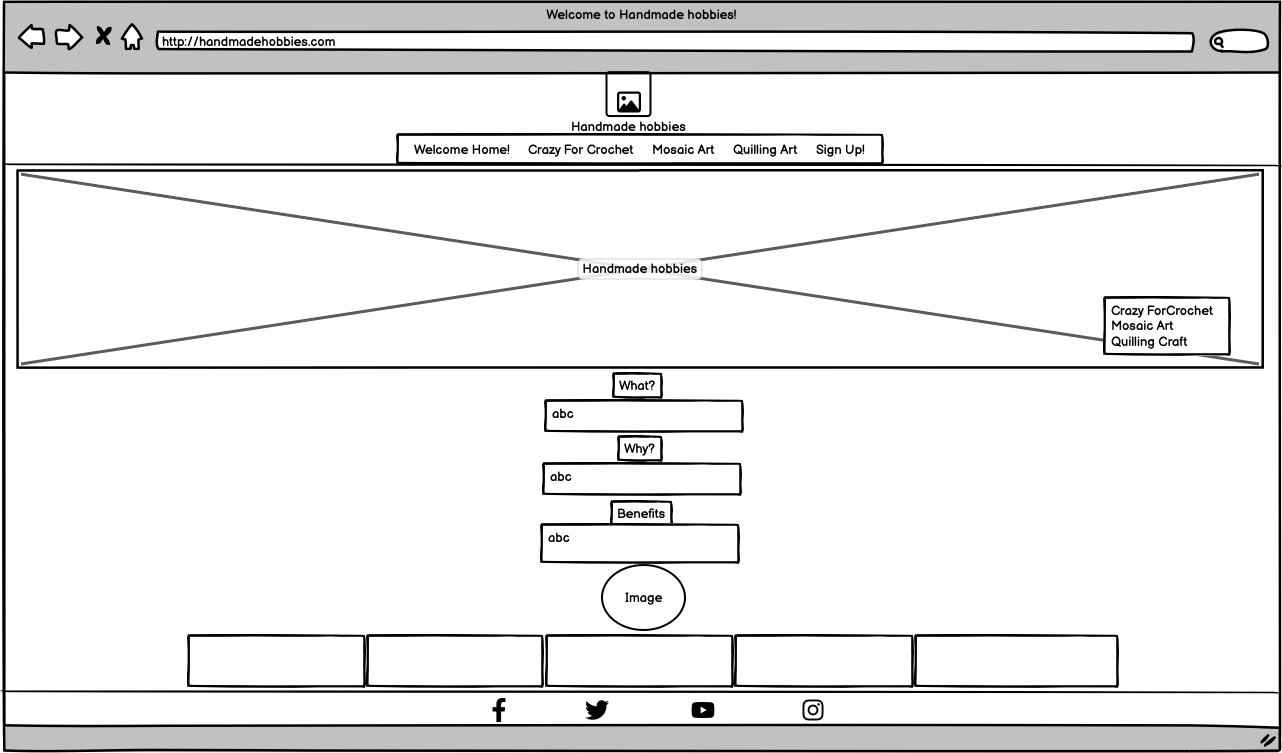 Welcome to Handmade hobbies!
http://handmadehobbies.com
Handmade hobbies
Welcome Home! Crazy For Crochet Mosaic Art Quilling Art Sign Up!
Handmade hobbies
Crazy ForCrochet
Mosaic Art
Quilling Craft
What?
abc
Why?
abc
Benefits
abc
Image